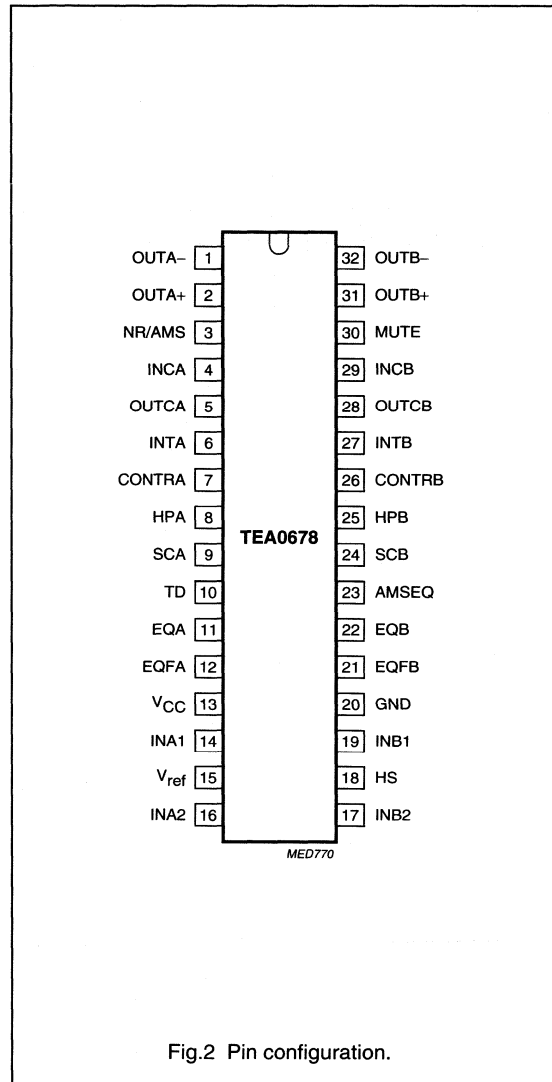 OUTA– 1 32 OUTB–
OUTA+ 2 31 OUTB+
NR/AMS 3 30 MUTE
INCA 4 29 INCB
OUTCA 5 28 OUTCB
INTA 6 27 INTB
CONTRA 7 26 CONTRB
HPA 8 25 HPB
TEA0678
SCA 9 24 SCB
TD 10 23 AMSEQ
EQA 11 22 EQB
EQFA 12 21 EQFB
VCC 13 20 GND
INA1 14 19 INB1
Vref 15 18 HS
INA2 16 17 INB2
MED770
Fig.2 Pin configuration.